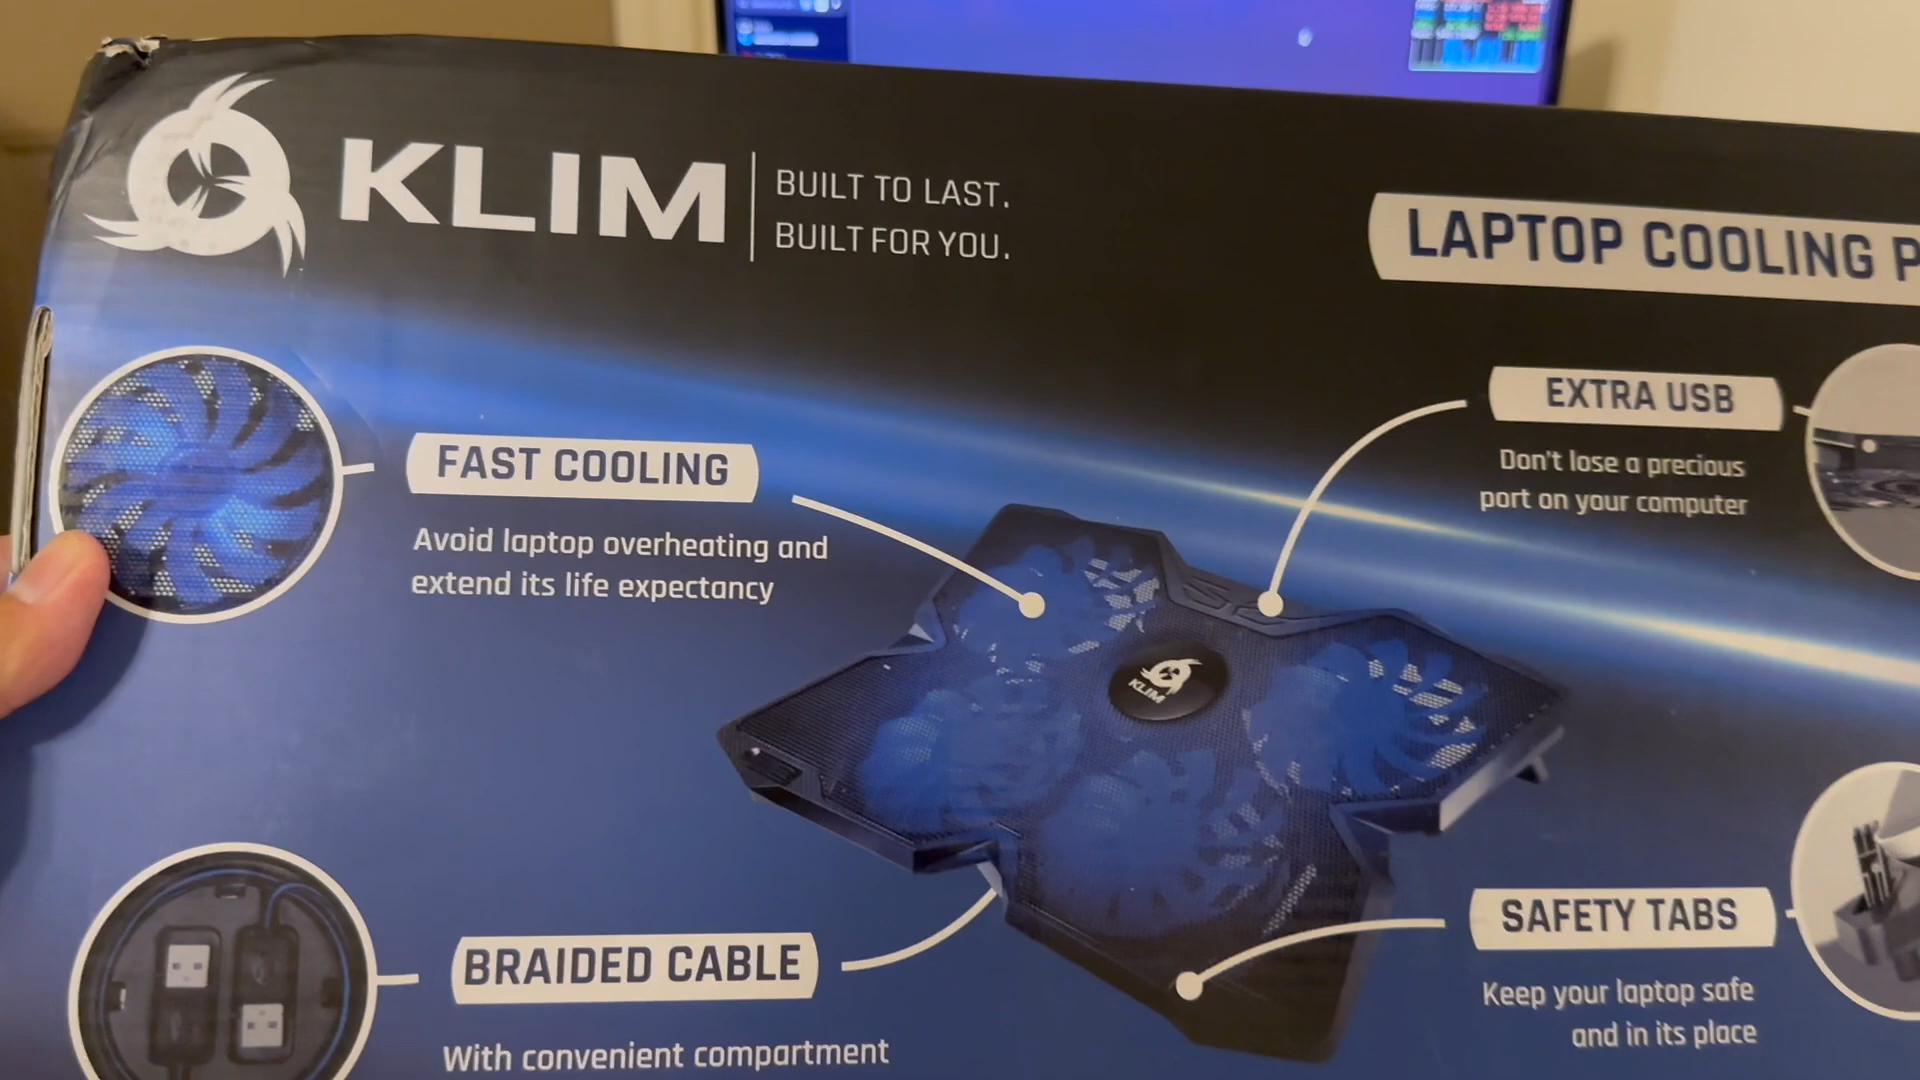 KLIM
BUILT TO LAST.
BUILT FOR YOU.
LAPTOP COOLING P
FAST COOLING
Avoid laptop overheating and
extend its life expectancy
EXTRA USB
Don't lose a precious
port on your computer
KLIM
BRAIDED CABLE
With convenient compartment
SAFETY TABS
Keep your laptop safe
and in its place